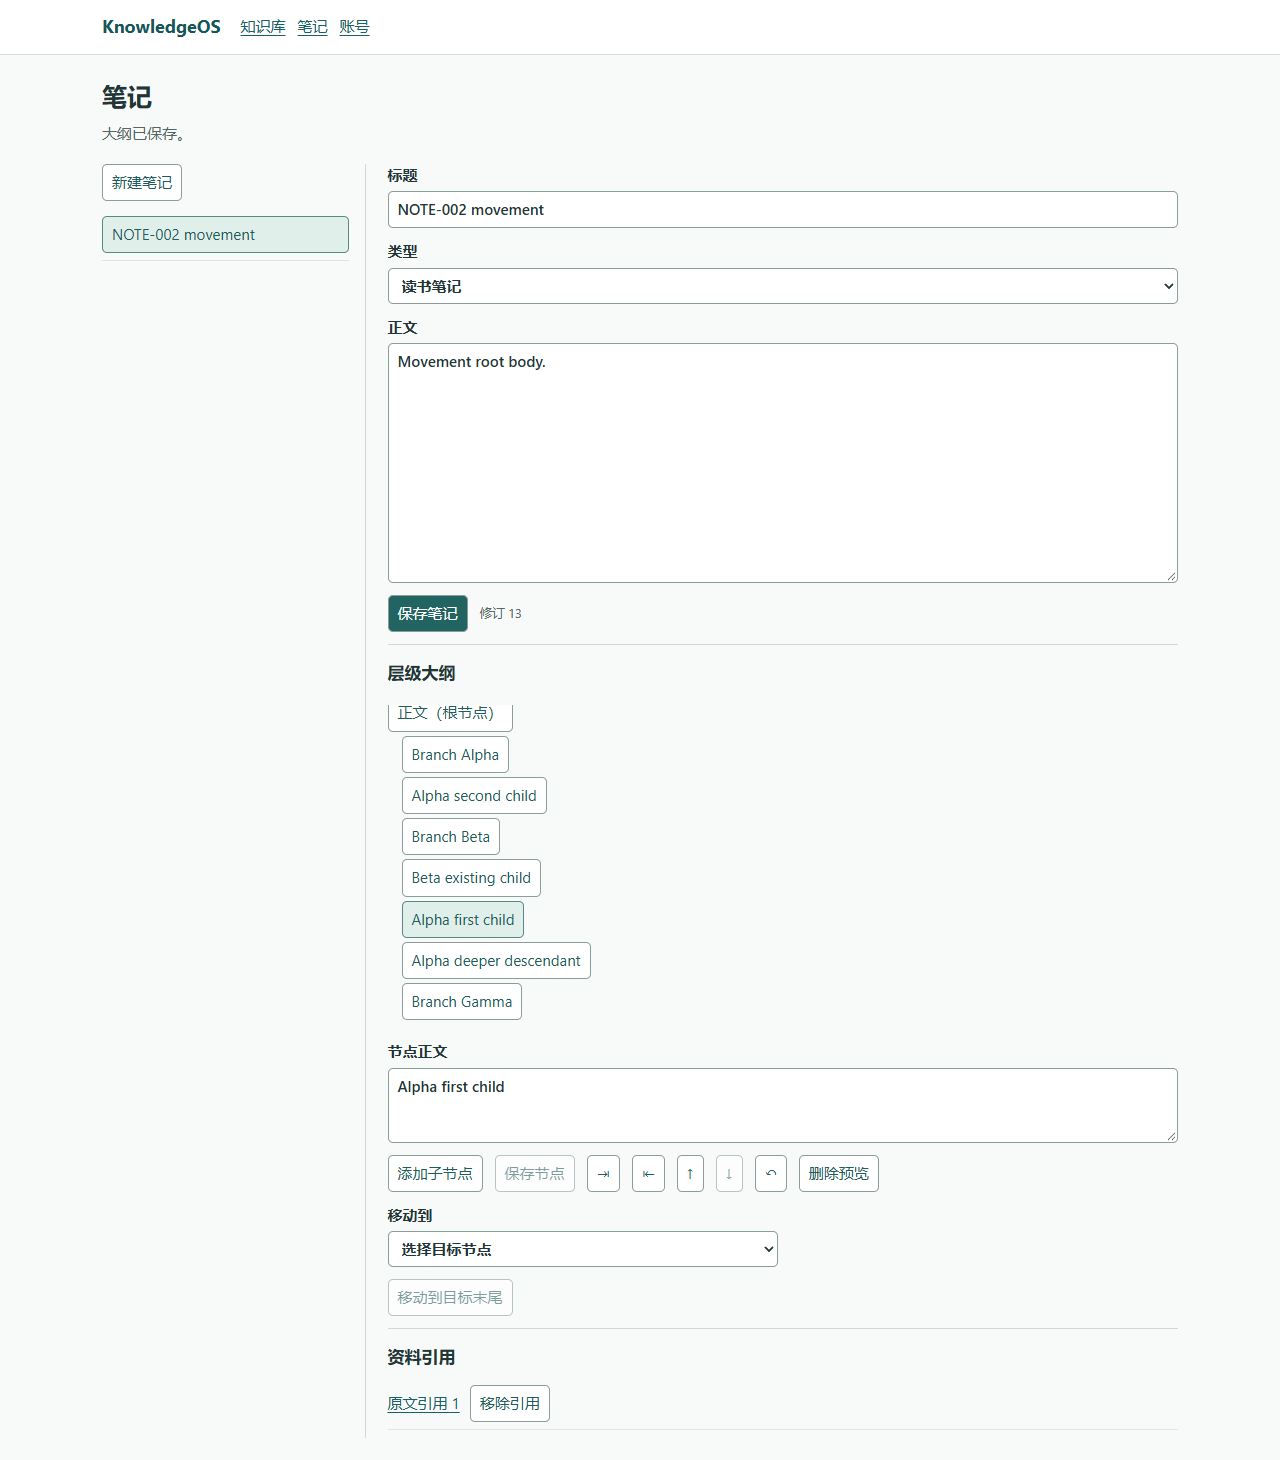 KnowledgeOS 知识库 笔记 账号
笔记
大纲已保存。
新建笔记
NOTE-002 movement
标题
NOTE-002 movement
类型
读书笔记
正文
Movement root body.
保存笔记 修订 13
层级大纲
正文（根节点）
Branch Alpha
Alpha second child
Branch Beta
Beta existing child
Alpha first child
Alpha deeper descendant
Branch Gamma
节点正文
Alpha first child
添加子节点 保存节点 ⇥ ⇤ ↑ ↓ ↶ 删除预览
移动到
选择目标节点
移动到目标末尾
资料引用
原文引用 1 移除引用